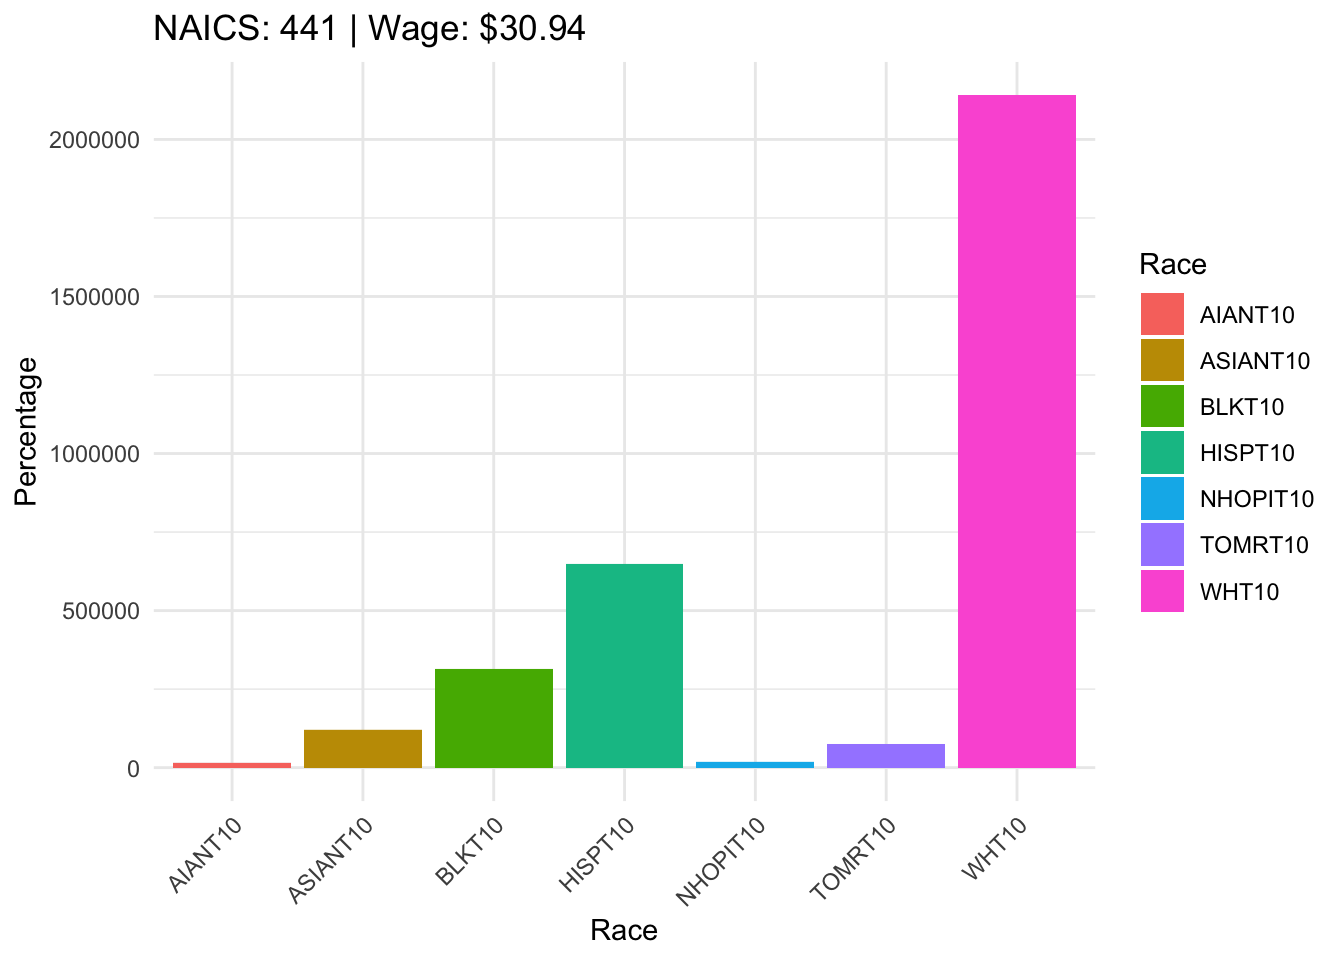 NAICS: 441 | Wage: $30.94
Percentage
2000000
1500000
1000000
500000
0
AIANT10
ASIANT10
BLKT10
HISPT10
NHOPIT10
TOMRT10
WHT10
Race
Race
AIANT10
ASIANT10
BLKT10
HISPT10
NHOPIT10
TOMRT10
WHT10